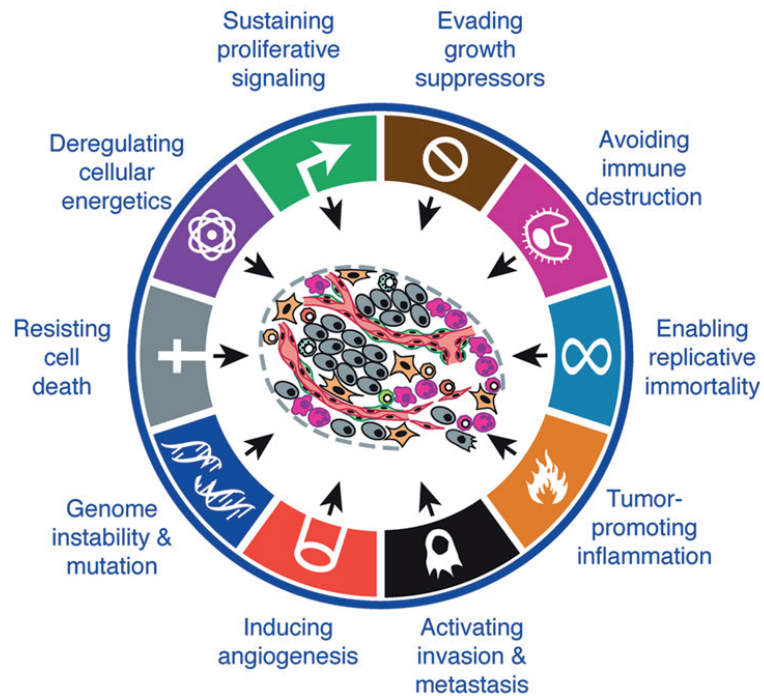 Sustaining
proliferative
signaling
Evading
growth
suppressors
Avoiding
immune
destruction
Enabling
replicative
immortality
Tumor-
promoting
inflammation
Activating
invasion &
metastasis
Inducing
angiogenesis
Genome
instability &
mutation
Resisting
cell
death
Deregulating
cellular
energetics